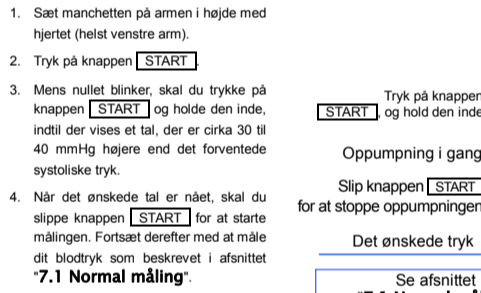 1. Sæt manchetten på armen i højde med
hjertet (helst venstre arm).
2. Tryk på knappen START.
3. Mens nullet blinker, skal du trykke på
knappen START og holde den inde,
indtil der vises et tal, der er cirka 30 til
40 mmHg højere end det forventede
systoliske tryk.
4. Når det ønskede tal er nået, skal du
slippe knappen START for at starte
målingen. Fortsæt derefter med at måle
dit blodtryk som beskrevet i afsnittet
"7.1 Normal måling".
Tryk på knappen
START, og hold den inde
Oppumpning i gang
Slip knappen START
for at stoppe oppumpningen
Det ønskede tryk
Se afsnittet